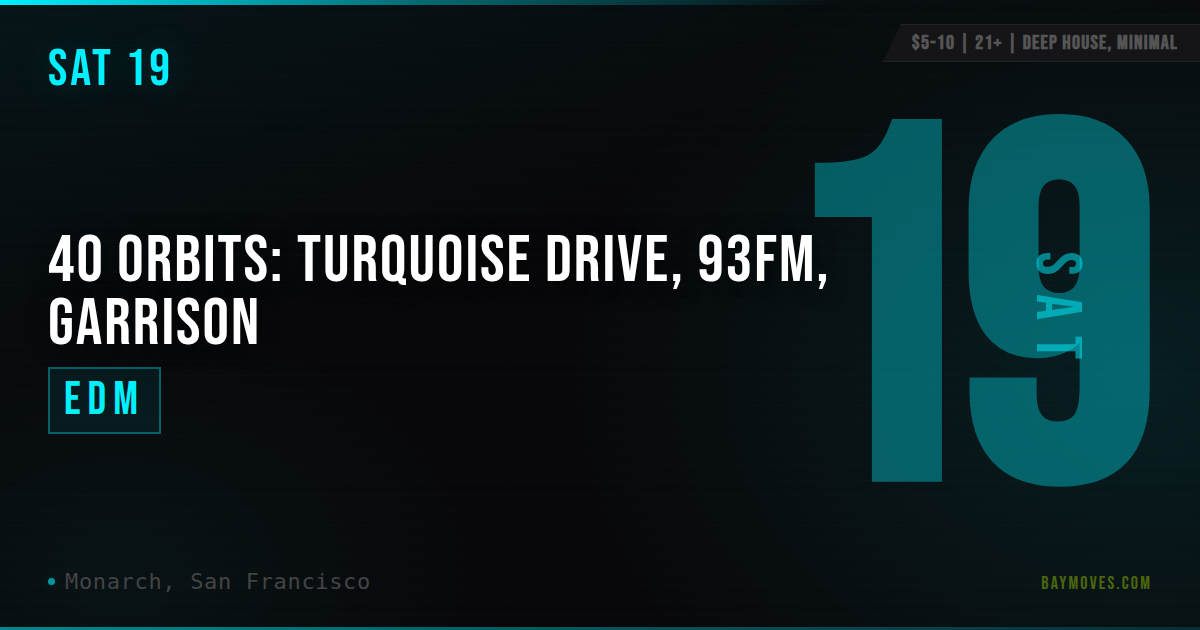 SAT 19
$5-10 | 21+ | DEEP HOUSE, MINIMAL
19
SAT
40 ORBITS: TURQUOISE DRIVE, 93FM,
GARRISON
EDM
Monarch, San Francisco
BAYMOVES.COM